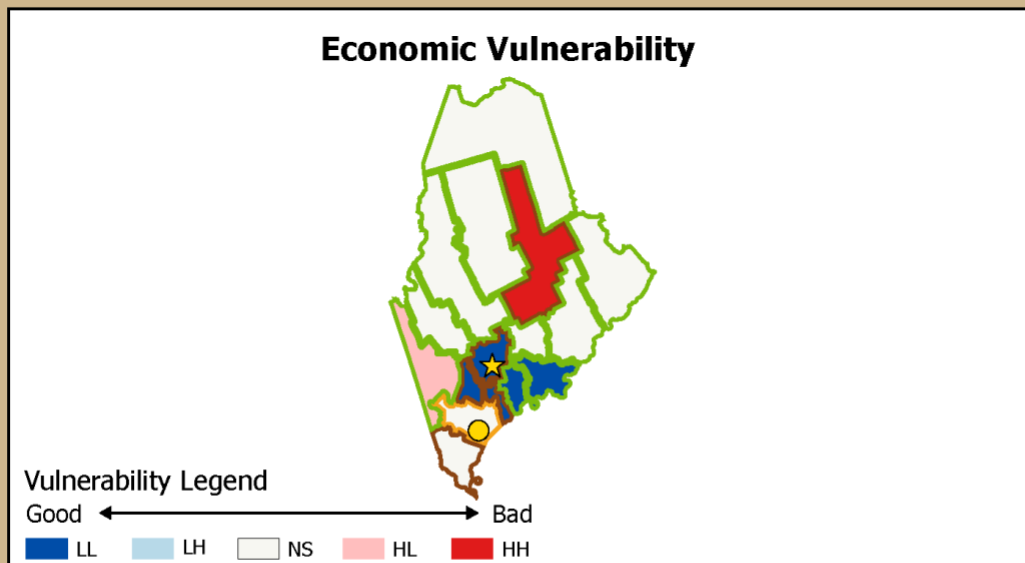 Economic Vulnerability
Vulnerability Legend
Good Bad
LL LH NS HL HH